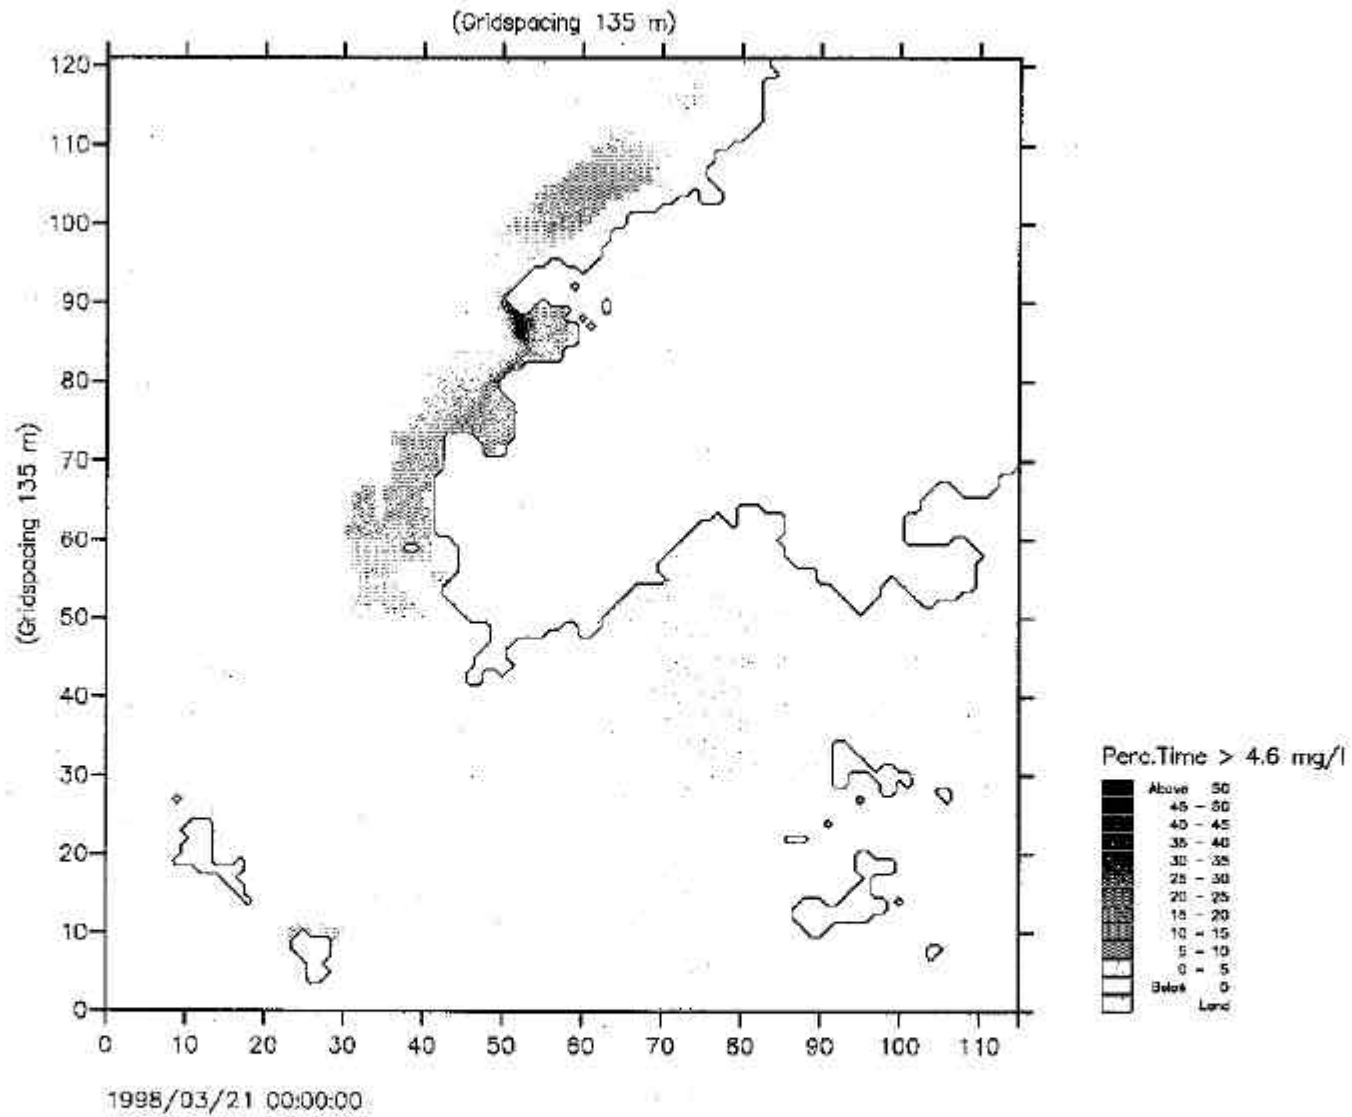 (Gridspacing 135 m)
120
110
100
90
80
70
60
50
40
30
20
10
0
(Gridspacing 135 m)
0 10 20 30 40 50 60 70 80 90 100 110
1998/03/21 00:00:00
Perc.Time > 4.6 mg/l
Above 50
45 - 50
40 - 45
35 - 40
30 - 35
25 - 30
20 - 25
15 - 20
10 - 15
5 - 10
0 - 5
Below 0
Land